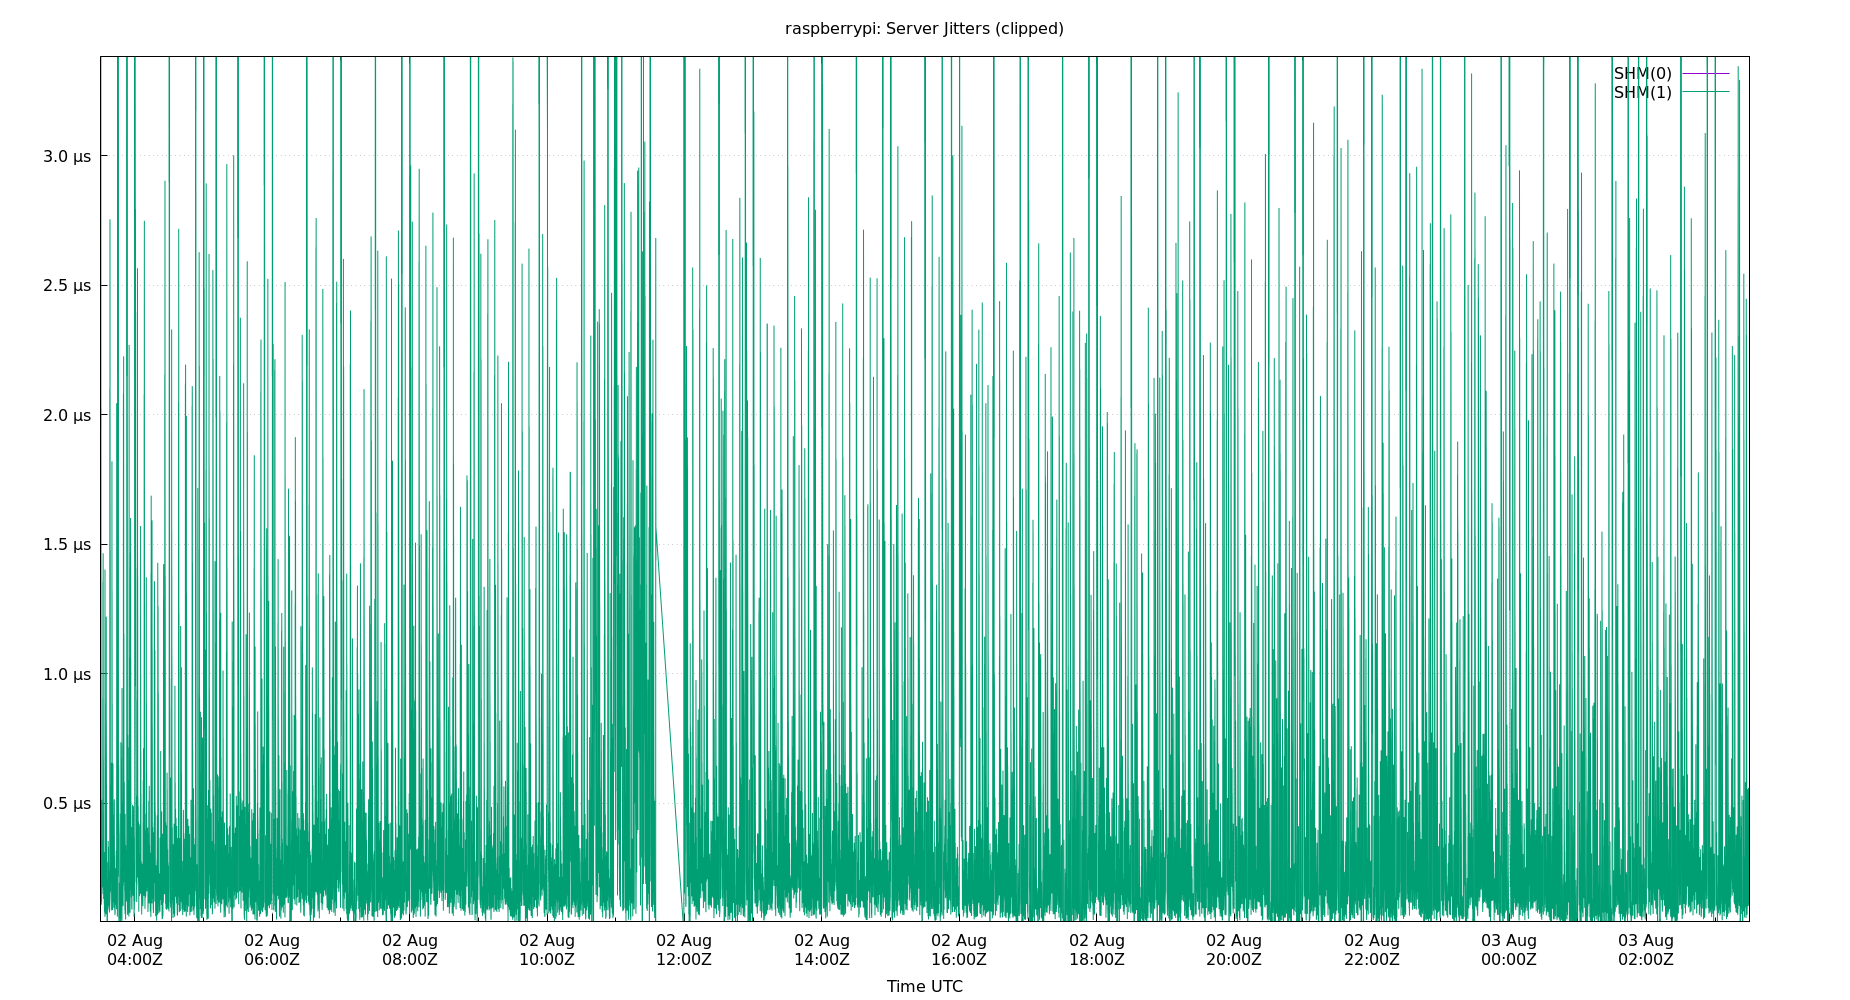 raspberrypi: Server Jitters (clipped)
SHM(0)
SHM(1)
3.0 µs
2.5 µs
2.0 µs
1.5 µs
1.0 µs
0.5 µs
02 Aug 02 Aug 02 Aug 02 Aug 02 Aug 02 Aug 02 Aug 02 Aug 02 Aug 02 Aug 03 Aug 03 Aug
04:00Z 06:00Z 08:00Z 10:00Z 12:00Z 14:00Z 16:00Z 18:00Z 20:00Z 22:00Z 00:00Z 02:00Z
Time UTC